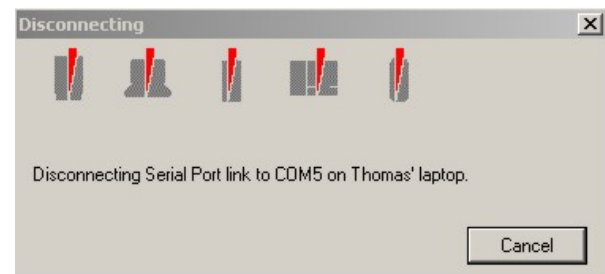 Disconnecting
Disconnecting Serial Port link to COM5 on Thomas' laptop.
Cancel